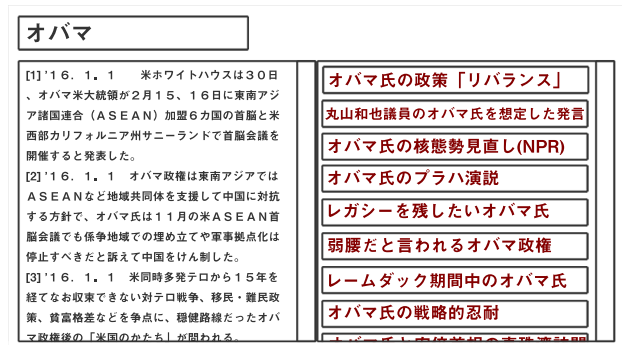 オバマ
[1] '16. 1. 1　米ホワイトハウスは３０日
、オバマ米大統領が２月１５、１６日に東南アジ
ア諸国連合（ＡＳＥＡＮ）加盟６カ国の首脳と米
西部カリフォルニア州サニーランドで首脳会議を
開催すると発表した。
[2] '16. 1. 1　オバマ政権は東南アジアでは
ＡＳＥＡＮなど地域共同体を支援して中国に対抗
する方針で、オバマ氏は１１月の米ＡＳＥＡＮ首
脳会議でも係争地域での埋め立てや軍事拠点化は
停止すべきだと訴えて中国をけん制した。
[3] '16. 1. 1　米同時多発テロから１５年を
経てなお収束できない対テロ戦争、移民・難民政
策、貧富格差などを争点に、穏健路線だったオバ
マ政権後の「米国のかたち」が問われる。
オバマ氏の政策「リバランス」
丸山和也議員のオバマ氏を想定した発言
オバマ氏の核態勢見直し(NPR)
オバマ氏のプラハ演説
レガシーを残したいオバマ氏
弱腰だと言われるオバマ政権
レームダック期間中のオバマ氏
オバマ氏の戦略的忍耐
オバマ氏と安倍首相の真珠湾訪問